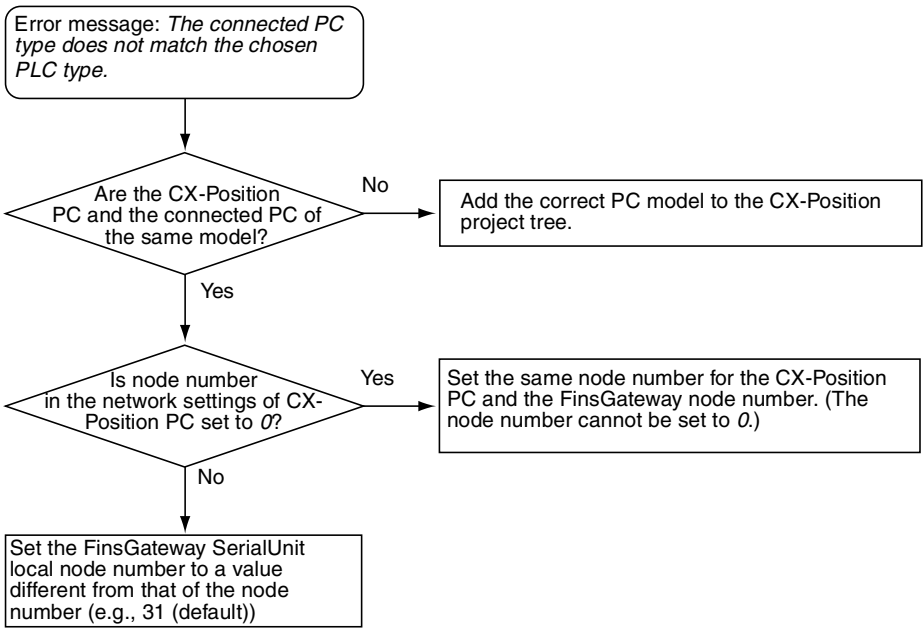 Error message: The connected PC
type does not match the chosen
PLC type.
Are the CX-Position
PC and the connected PC of
the same model?
No
Add the correct PC model to the CX-Position
project tree.
Yes
Is node number
in the network settings of CX-
Position PC set to 0?
Yes
Set the same node number for the CX-Position
PC and the FinsGateway node number. (The
node number cannot be set to 0.)
No
Set the FinsGateway SerialUnit
local node number to a value
different from that of the node
number (e.g., 31 (default))